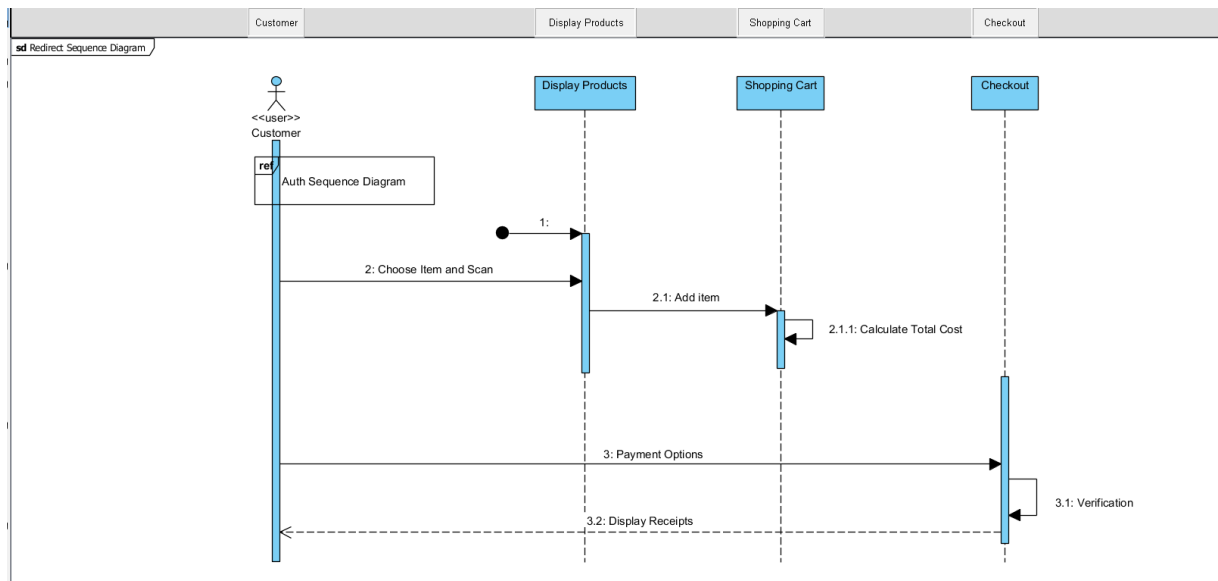 Customer
Display Products
Shopping Cart
Checkout
sd Redirect Sequence Diagram
Display Products
Shopping Cart
Checkout
<<user>>
Customer
ref
Auth Sequence Diagram
1:
2: Choose Item and Scan
2.1: Add item
2.1.1: Calculate Total Cost
3: Payment Options
3.1: Verification
3.2: Display Receipts